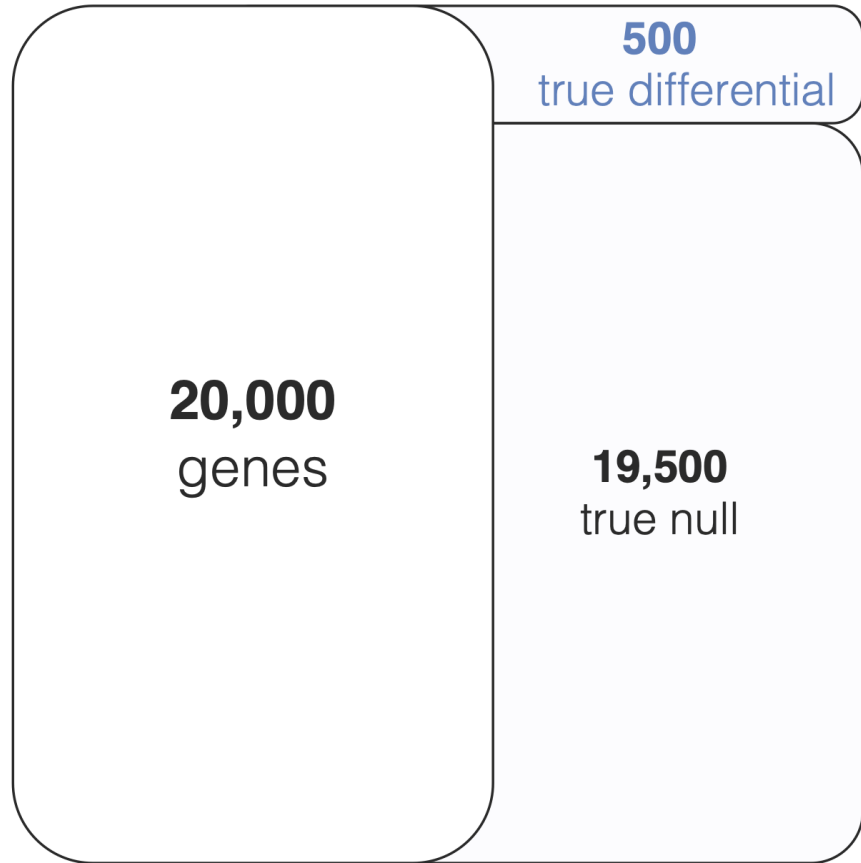 500
true differential
20,000
genes
19,500
true null